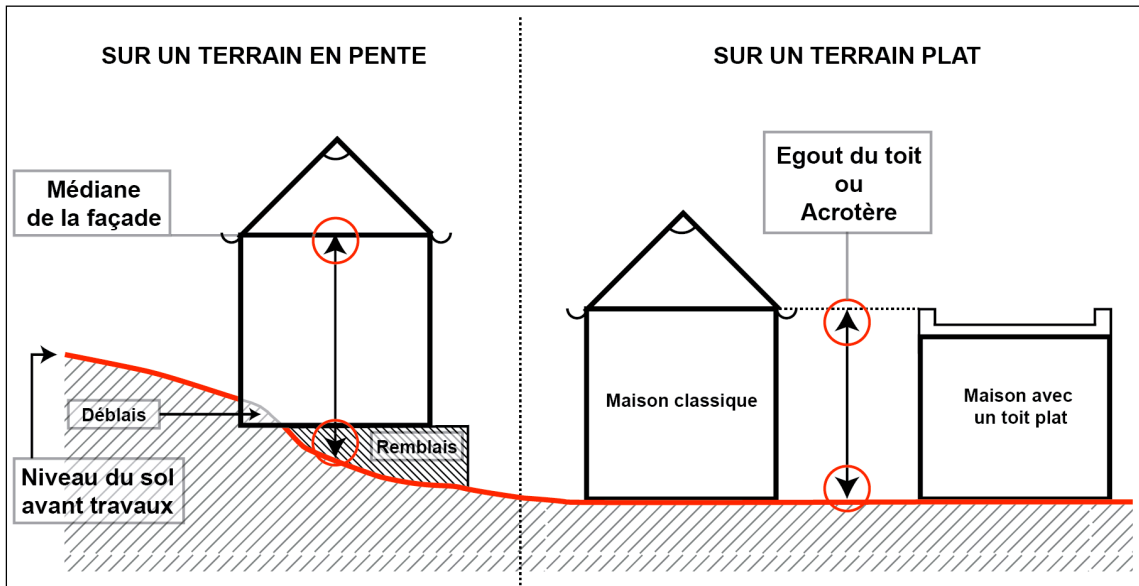 SUR UN TERRAIN EN PENTE
Médiane
de la façade
Déblais
Remblais
Niveau du sol
avant travaux
SUR UN TERRAIN PLAT
Egout du toit
ou
Acrotère
Maison classique
Maison avec
un toit plat